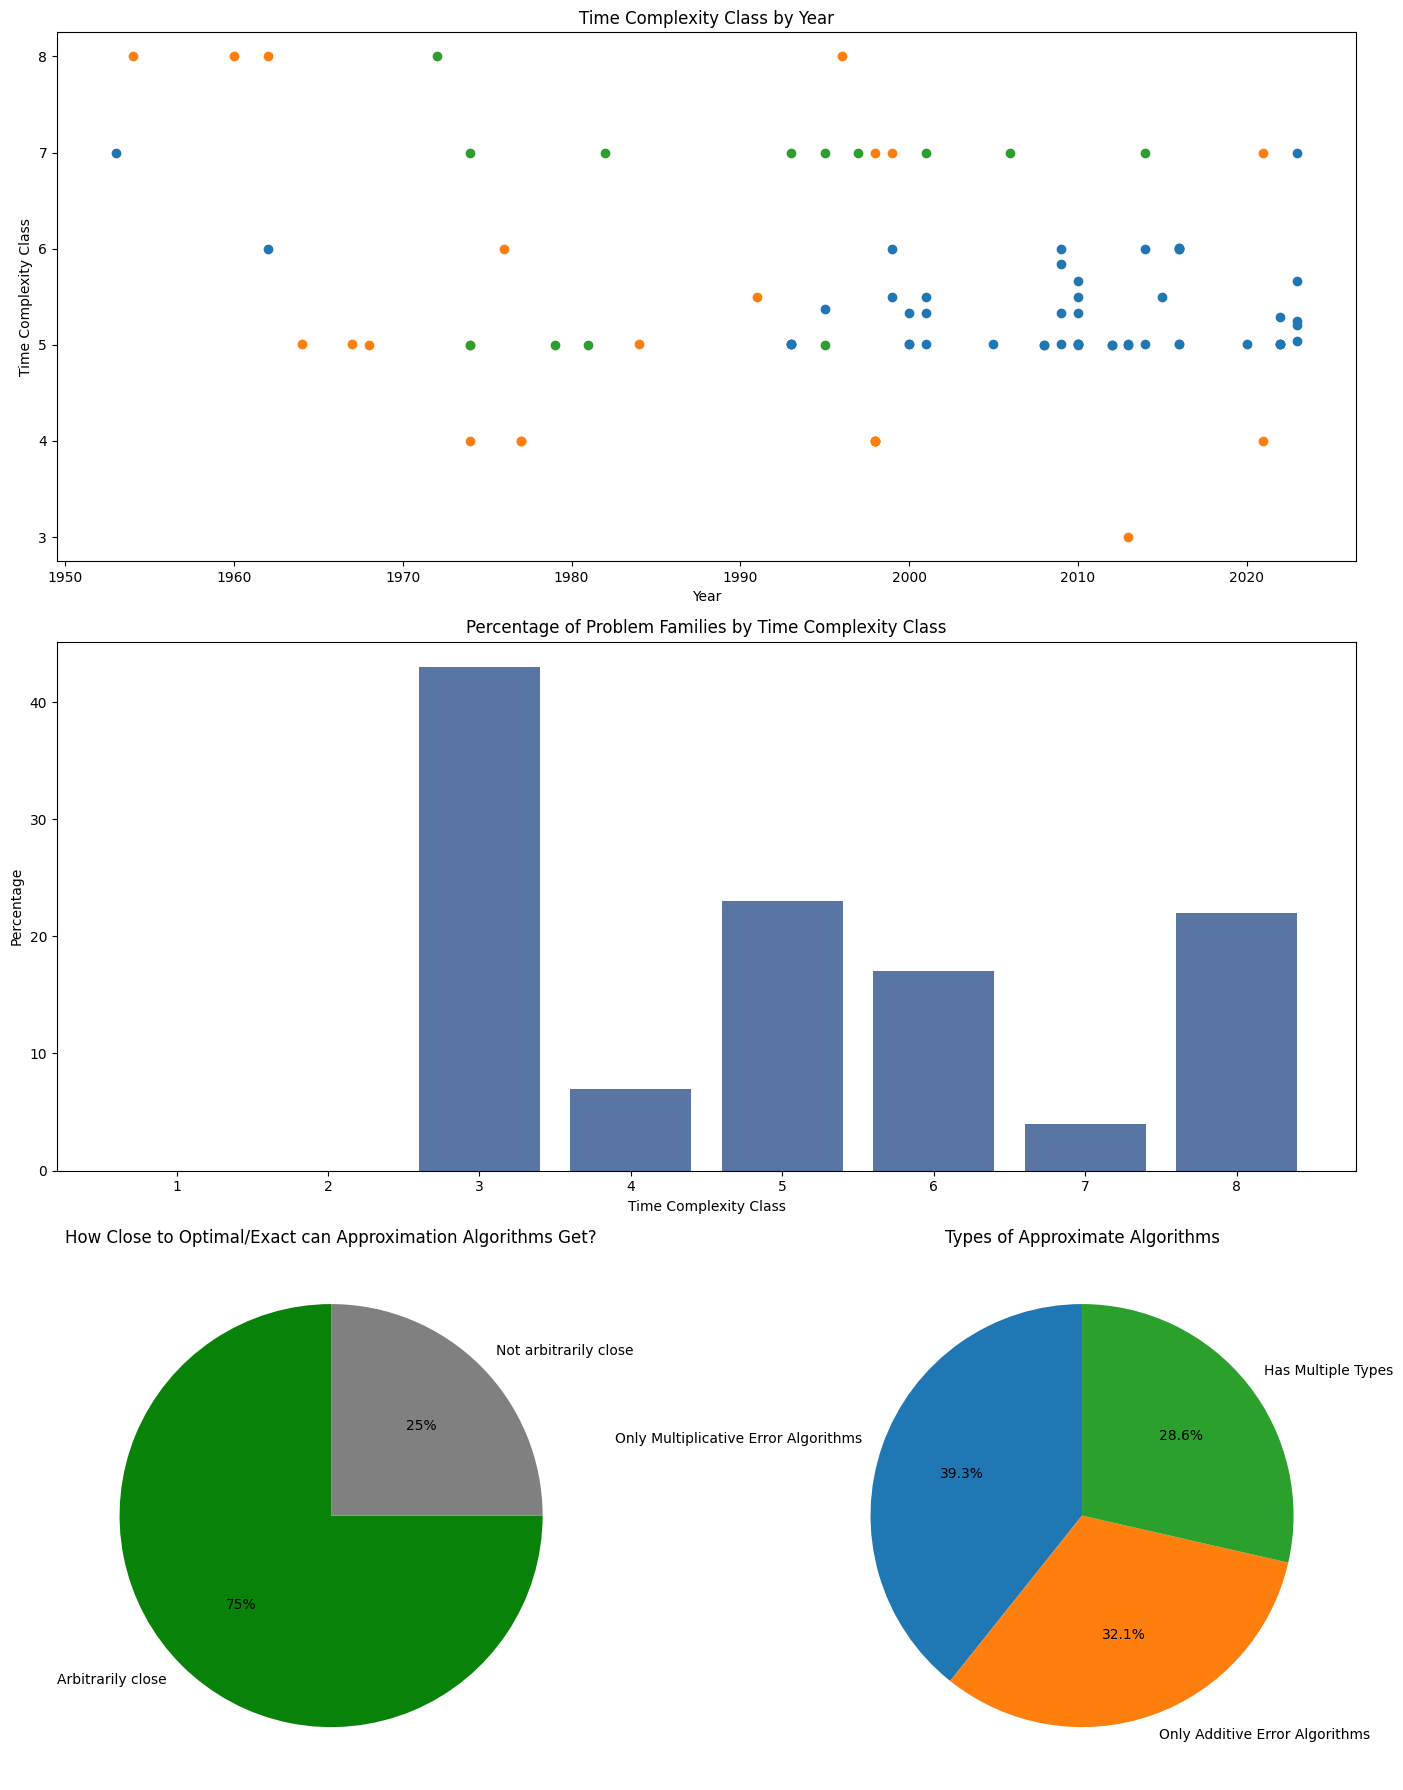 Time Complexity Class by Year
8
7
6
5
4
3
Time Complexity Class
1950 1960 1970 1980 1990 2000 2010 2020
Year
Percentage of Problem Families by Time Complexity Class
40
30
20
10
0
Percentage
1 2 3 4 5 6 7 8
Time Complexity Class
How Close to Optimal/Exact can Approximation Algorithms Get?
Not arbitrarily close
25%
75%
Arbitrarily close
Types of Approximate Algorithms
Has Multiple Types
28.6%
Only Multiplicative Error Algorithms
39.3%
32.1%
Only Additive Error Algorithms